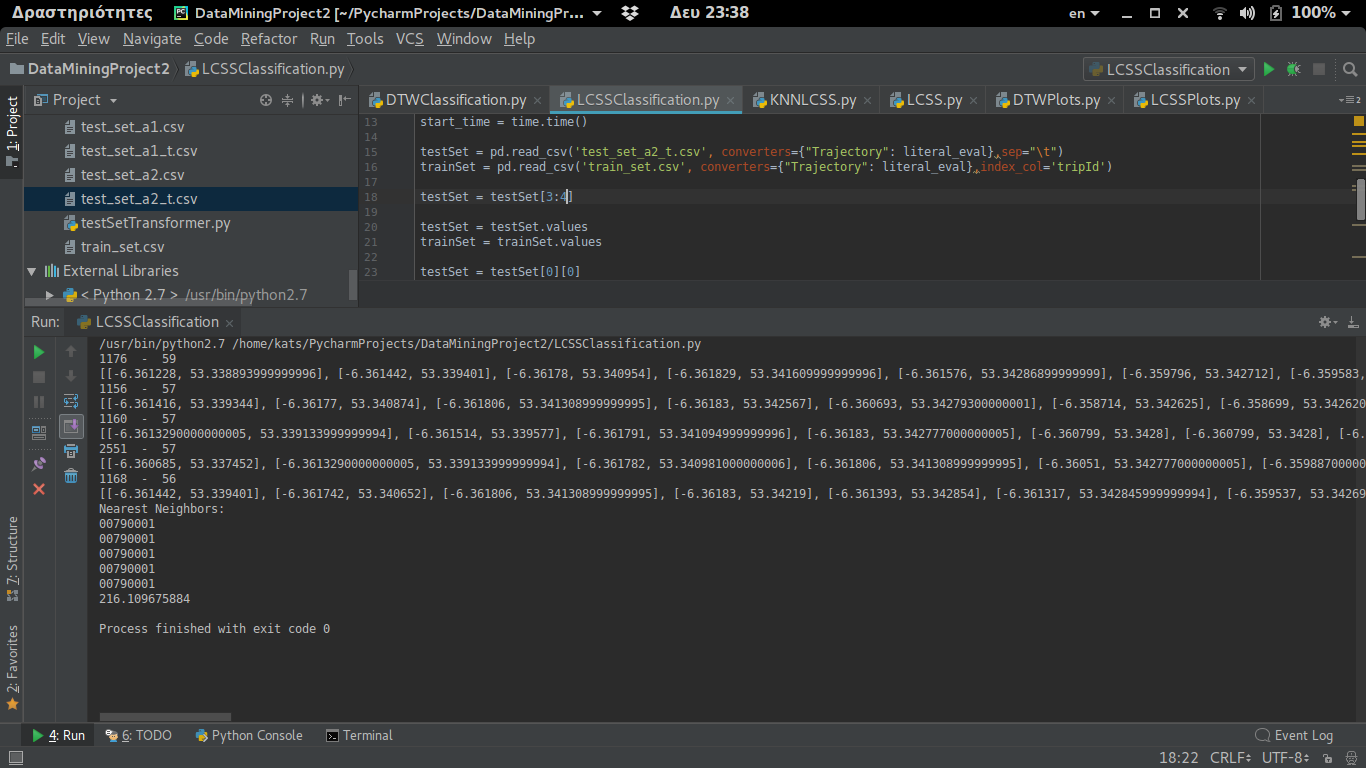 Δραστηριότητες DataMiningProject2 [~/PycharmProjects/DataMiningPr... Δευ 23:38 en 100%
File Edit View Navigate Code Refactor Run Tools VCS Window Help
DataMiningProject2 LCSSClassification.py LCSSClassification
1: Project
Project
DTWClassification.py LCSSClassification.py KNNLCSS.py LCSS.py DTWPlots.py LCSSPlots.py 2
test_set_a1.csv
test_set_a1_t.csv
test_set_a2.csv
test_set_a2_t.csv
testSetTransformer.py
train_set.csv
External Libraries
< Python 2.7 > /usr/bin/python2.7
13 start_time = time.time()
14
15 testSet = pd.read_csv('test_set_a2_t.csv', converters={"Trajectory": literal_eval},sep="\t")
16 trainSet = pd.read_csv('train_set.csv', converters={"Trajectory": literal_eval},index_col='tripId')
17
18 testSet = testSet[3:4]
19
20 testSet = testSet.values
21 trainSet = trainSet.values
22
23 testSet = testSet[0][0]
Run: LCSSClassification
/usr/bin/python2.7 /home/kats/PycharmProjects/DataMiningProject2/LCSSClassification.py
1176 - 59
[[-6.361228, 53.338893999999996], [-6.361442, 53.339401], [-6.36178, 53.340954], [-6.361829, 53.341609999999996], [-6.361576, 53.34286899999999], [-6.359796, 53.342712], [-6.359583,
1156 - 57
[[-6.361416, 53.339344], [-6.36177, 53.340874], [-6.361806, 53.341308999999995], [-6.36183, 53.342567], [-6.360693, 53.34279300000001], [-6.358714, 53.342625], [-6.358699, 53.342620
1160 - 57
[[-6.3613290000000005, 53.339133999999994], [-6.361514, 53.339577], [-6.361791, 53.341094999999996], [-6.36183, 53.342777000000005], [-6.360799, 53.3428], [-6.360799, 53.3428], [-6.
2551 - 57
[[-6.360685, 53.337452], [-6.3613290000000005, 53.339133999999994], [-6.361782, 53.340981000000006], [-6.361806, 53.341308999999995], [-6.36051, 53.342777000000005], [-6.35988700000
1168 - 56
[[-6.361442, 53.339401], [-6.361742, 53.340652], [-6.361806, 53.341308999999995], [-6.36183, 53.34219], [-6.361393, 53.342854], [-6.361317, 53.342845999999994], [-6.359537, 53.34269
Nearest Neighbors:
00790001
00790001
00790001
00790001
00790001
216.109675884
Process finished with exit code 0
7: Structure
2: Favorites
4: Run 6: TODO Python Console Terminal Event Log
18:22 CRLF UTF-8